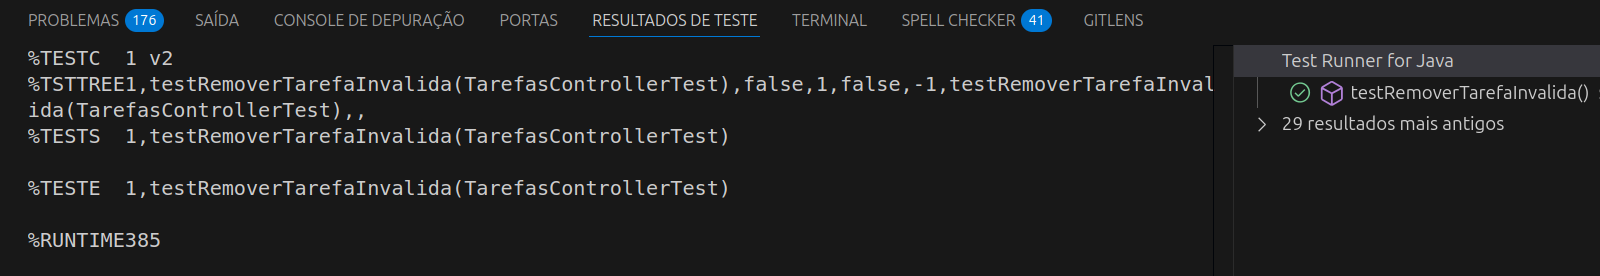 PROBLEMAS 176 SAÍDA CONSOLE DE DEPURAÇÃO PORTAS RESULTADOS DE TESTE TERMINAL SPELL CHECKER 41 GITLENS
%TESTC  1 v2
%TSTTREE1,testRemoverTarefaInvalida(TarefasControllerTest),false,1,false,-1,testRemoverTarefaInval
ida(TarefasControllerTest),,
%TESTS  1,testRemoverTarefaInvalida(TarefasControllerTest)
%TESTE  1,testRemoverTarefaInvalida(TarefasControllerTest)
%RUNTIME385
Test Runner for Java
testRemoverTarefaInvalida()
29 resultados mais antigos